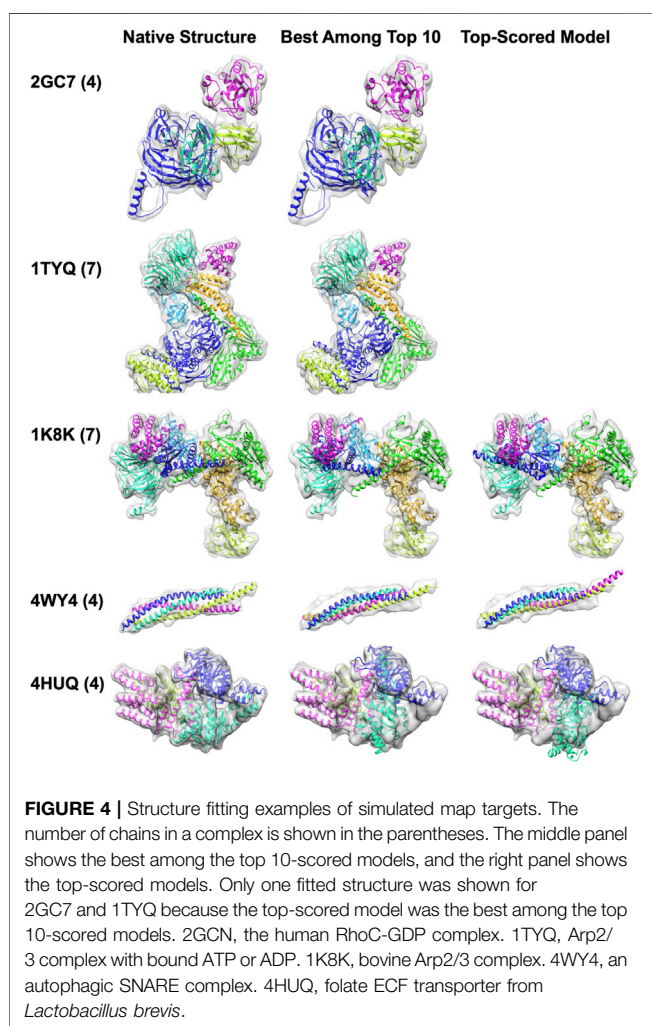 Native Structure Best Among Top 10 Top-Scored Model
2GC7 (4)
1TYQ (7)
1K8K (7)
4WY4 (4)
4HUQ (4)
FIGURE 4 | Structure fitting examples of simulated map targets. The
number of chains in a complex is shown in the parentheses. The middle panel
shows the best among the top 10-scored models, and the right panel shows
the top-scored models. Only one fitted structure was shown for
2GC7 and 1TYQ because the top-scored model was the best among the top
10-scored models. 2GCN, the human RhoC-GDP complex. 1TYQ, Arp2/
3 complex with bound ATP or ADP. 1K8K, bovine Arp2/3 complex. 4WY4, an
autophagic SNARE complex. 4HUQ, folate ECF transporter from
Lactobacillus brevis.